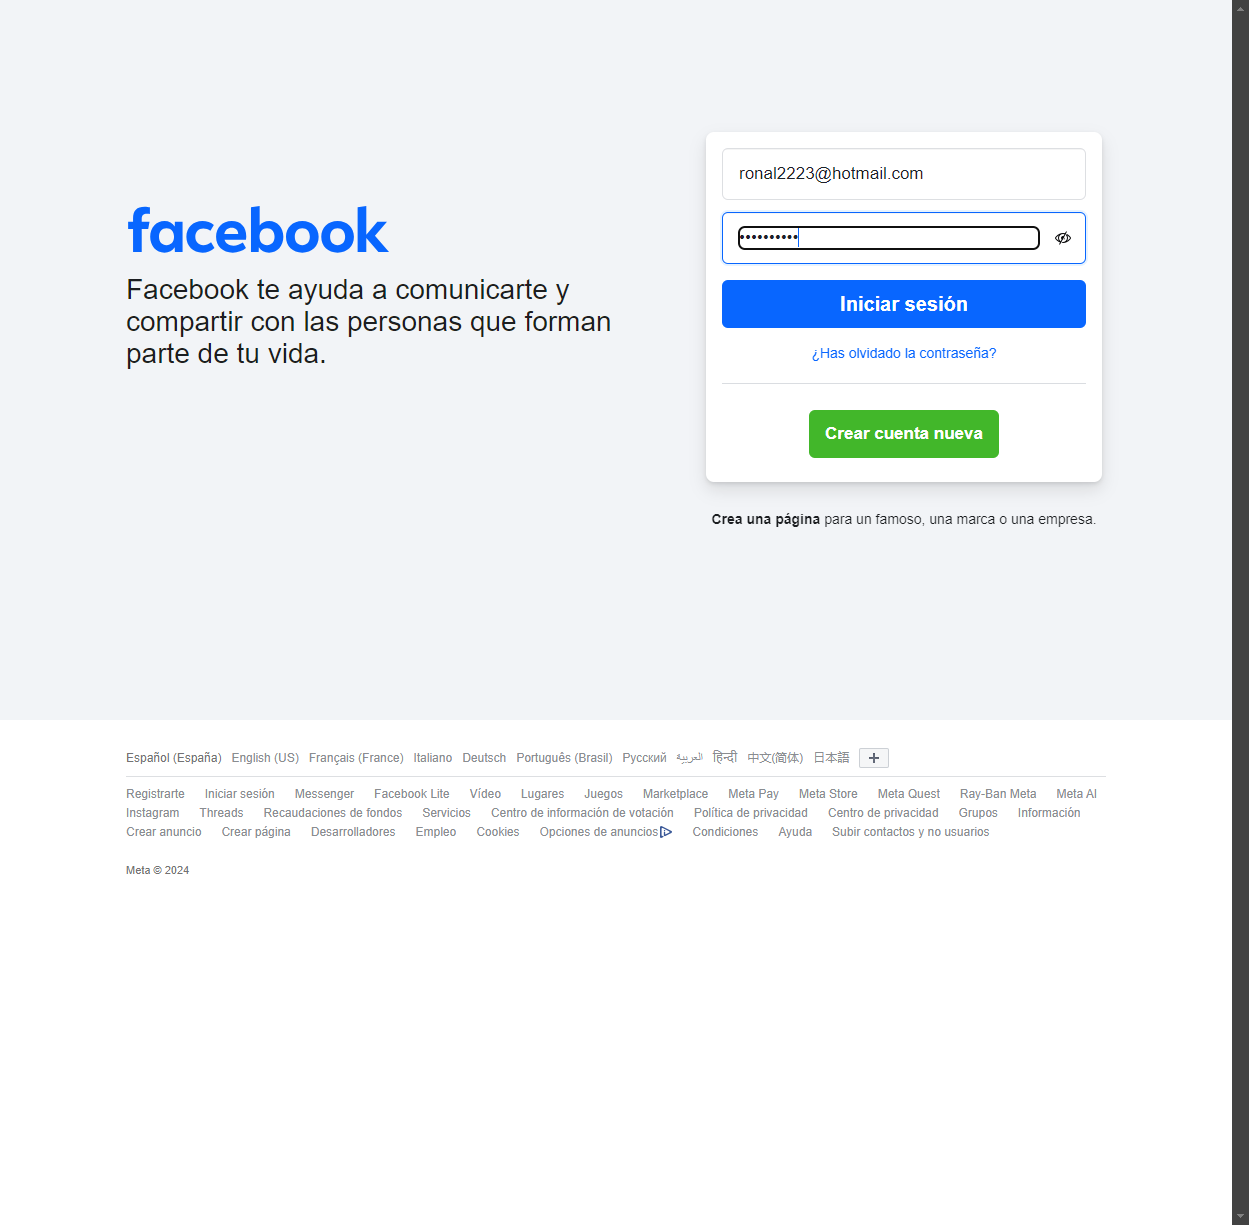 facebook
Facebook te ayuda a comunicarte y
compartir con las personas que forman
parte de tu vida.
ronal2223@hotmail.com
••••••••••
Iniciar sesión
¿Has olvidado la contraseña?
Crear cuenta nueva
Crea una página para un famoso, una marca o una empresa.
Español (España) English (US) Français (France) Italiano Deutsch Português (Brasil) Русский العربية हिन्दी 中文(简体) 日本語
Registrarte Iniciar sesión Messenger Facebook Lite Vídeo Lugares Juegos Marketplace Meta Pay Meta Store Meta Quest Ray-Ban Meta Meta AI
Instagram Threads Recaudaciones de fondos Servicios Centro de información de votación Política de privacidad Centro de privacidad Grupos Información
Crear anuncio Crear página Desarrolladores Empleo Cookies Opciones de anuncios Condiciones Ayuda Subir contactos y no usuarios
Meta © 2024